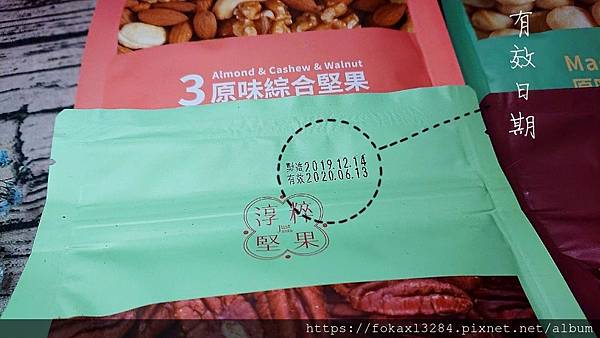 Almond & Cashew & Walnut
3原味綜合堅果
有效日期
製造2019.12.14
有效2020.06.13
淳粹
Just
堅果
https://fokax13284.pixnet.net/album